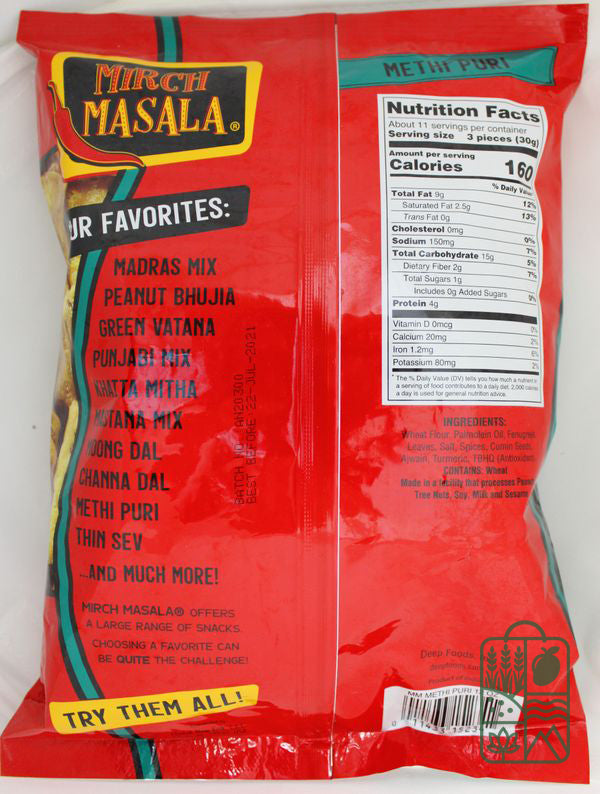 MIRCH
MASALA®
UR FAVORITES:
MADRAS MIX
PEANUT BHUJIA
GREEN VATANA
PUNJABI MIX
KHATTA MITHA
MASTANA MIX
MOONG DAL
CHANNA DAL
METHI PURI
THIN SEV
...AND MUCH MORE!
MIRCH MASALA® OFFERS
A LARGE RANGE OF SNACKS.
CHOOSING A FAVORITE CAN
BE QUITE THE CHALLENGE!
TRY THEM ALL!
BATCH NO: AN20300
BEST BEFORE: 22-JUL-2021
METHI PURI
Nutrition Facts
About 11 servings per container
Serving size 3 pieces (30g)
Amount per serving
Calories 160
% Daily Value
Total Fat 9g 12%
Saturated Fat 2.5g 13%
Trans Fat 0g
Cholesterol 0mg 0%
Sodium 150mg 7%
Total Carbohydrate 15g 5%
Dietary Fiber 2g 7%
Total Sugars 1g
Includes 0g Added Sugars 0%
Protein 4g
Vitamin D 0mcg 0%
Calcium 20mg 2%
Iron 1.2mg 6%
Potassium 80mg 2%
* The % Daily Value (DV) tells you how much a nutrient in
a serving of food contributes to a daily diet. 2,000 calories
a day is used for general nutrition advice.
INGREDIENTS:
Wheat Flour, Palmolein Oil, Fenugreek
Leaves, Salt, Spices, Cumin Seeds,
Ajwain, Turmeric, TBHQ (Antioxidant)
CONTAINS: Wheat
Made in a facility that processes Peanut
Tree Nuts, Soy, Milk and Sesame
Deep Foods,
deepfoods.com
Product of
MM METHI PURI 12 OZ